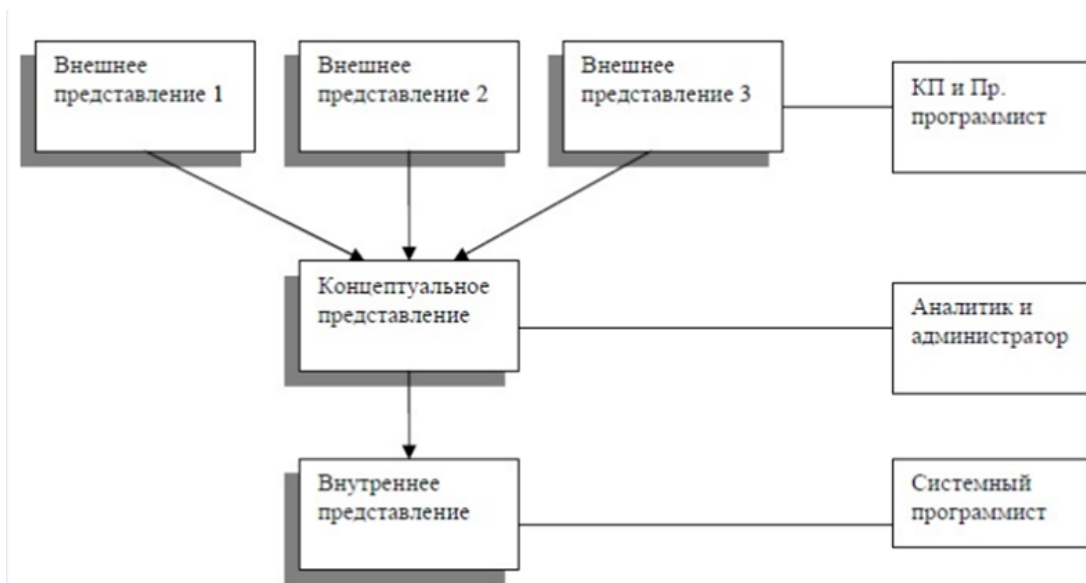 Внешнее
представление 1
Внешнее
представление 2
Внешнее
представление 3
КП и Пр.
программист
Концептуальное
представление
Аналитик и
администратор
Внутреннее
представление
Системный
программист